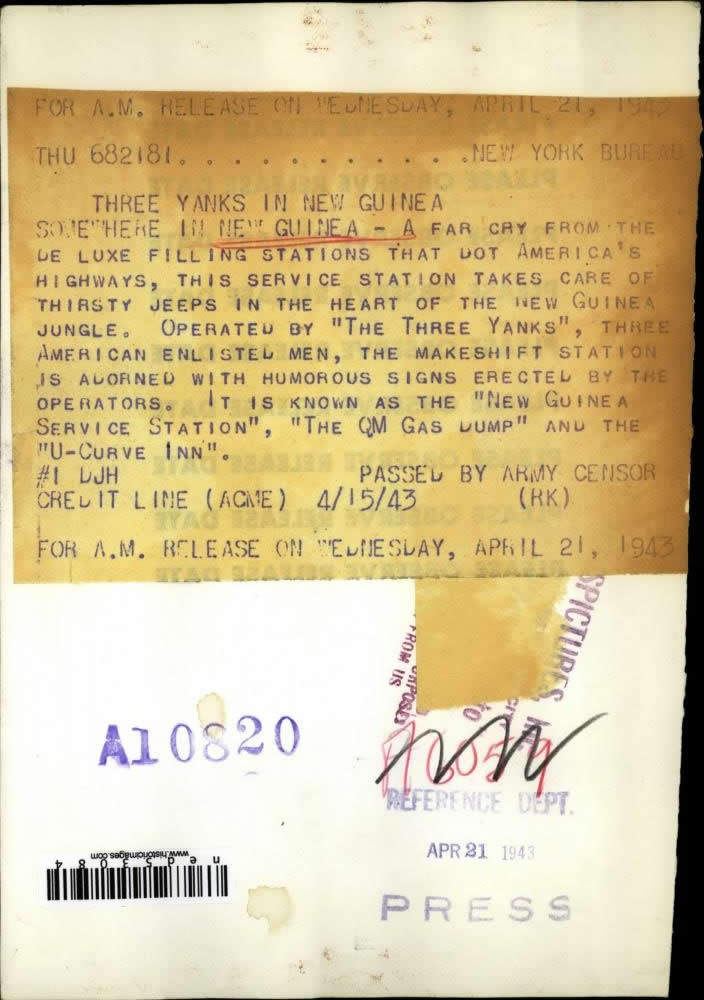 FOR A.M. RELEASE ON WEDNESDAY, APRIL 21, 1943
THU 682181. . . . . . . . . . . . .NEW YORK BUREAU
THREE YANKS IN NEW GUINEA
SOMEWHERE IN NEW GUINEA - A FAR CRY FROM THE
DE LUXE FILLING STATIONS THAT DOT AMERICA'S
HIGHWAYS, THIS SERVICE STATION TAKES CARE OF
THIRSTY JEEPS IN THE HEART OF THE NEW GUINEA
JUNGLE. OPERATED BY "THE THREE YANKS", THREE
AMERICAN ENLISTED MEN, THE MAKESHIFT STATION
IS ADORNED WITH HUMOROUS SIGNS ERECTED BY THE
OPERATORS. IT IS KNOWN AS THE "NEW GUINEA
SERVICE STATION", "THE QM GAS DUMP" AND THE
"U-CURVE INN".
#1 DJH PASSED BY ARMY CENSOR
CREDIT LINE (ACME) 4/15/43 (RK)
FOR A.M. RELEASE ON WEDNESDAY, APRIL 21, 1943
SPICTURES
FROM US
A10820
REFERENCE DEPT.
APR 21 1943
PRESS
www.historicimages.com
ned53084